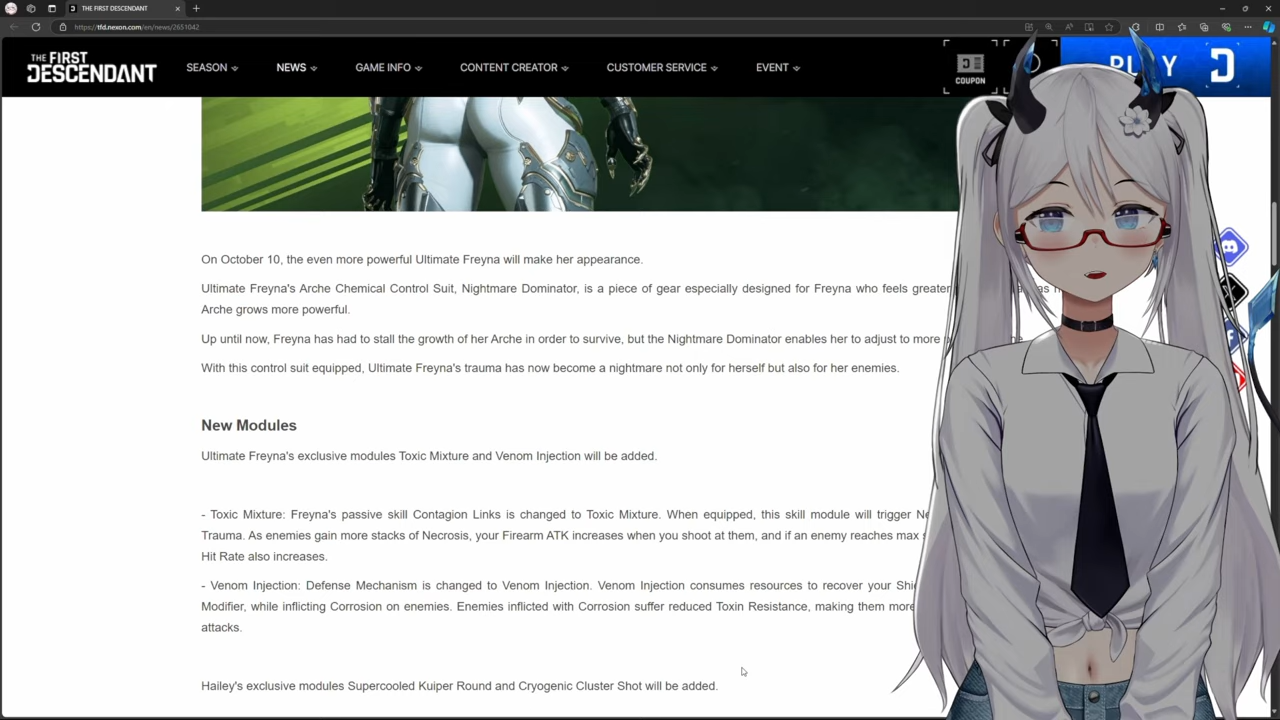 THE FIRST DESCENDANT
https://tfd.nexon.com/en/news/2651042
THE FIRST
DESCENDANT
SEASON NEWS GAME INFO CONTENT CREATOR CUSTOMER SERVICE EVENT
COUPON
PLAY
On October 10, the even more powerful Ultimate Freyna will make her appearance.
Ultimate Freyna's Arche Chemical Control Suit, Nightmare Dominator, is a piece of gear especially designed for Freyna who feels greater
Arche grows more powerful.
Up until now, Freyna has had to stall the growth of her Arche in order to survive, but the Nightmare Dominator enables her to adjust to more
With this control suit equipped, Ultimate Freyna's trauma has now become a nightmare not only for herself but also for her enemies.
New Modules
Ultimate Freyna's exclusive modules Toxic Mixture and Venom Injection will be added.
- Toxic Mixture: Freyna's passive skill Contagion Links is changed to Toxic Mixture. When equipped, this skill module will trigger
Trauma. As enemies gain more stacks of Necrosis, your Firearm ATK increases when you shoot at them, and if an enemy reaches max
Hit Rate also increases.
- Venom Injection: Defense Mechanism is changed to Venom Injection. Venom Injection consumes resources to recover your
Modifier, while inflicting Corrosion on enemies. Enemies inflicted with Corrosion suffer reduced Toxin Resistance, making them more
attacks.
Hailey's exclusive modules Supercooled Kuiper Round and Cryogenic Cluster Shot will be added.